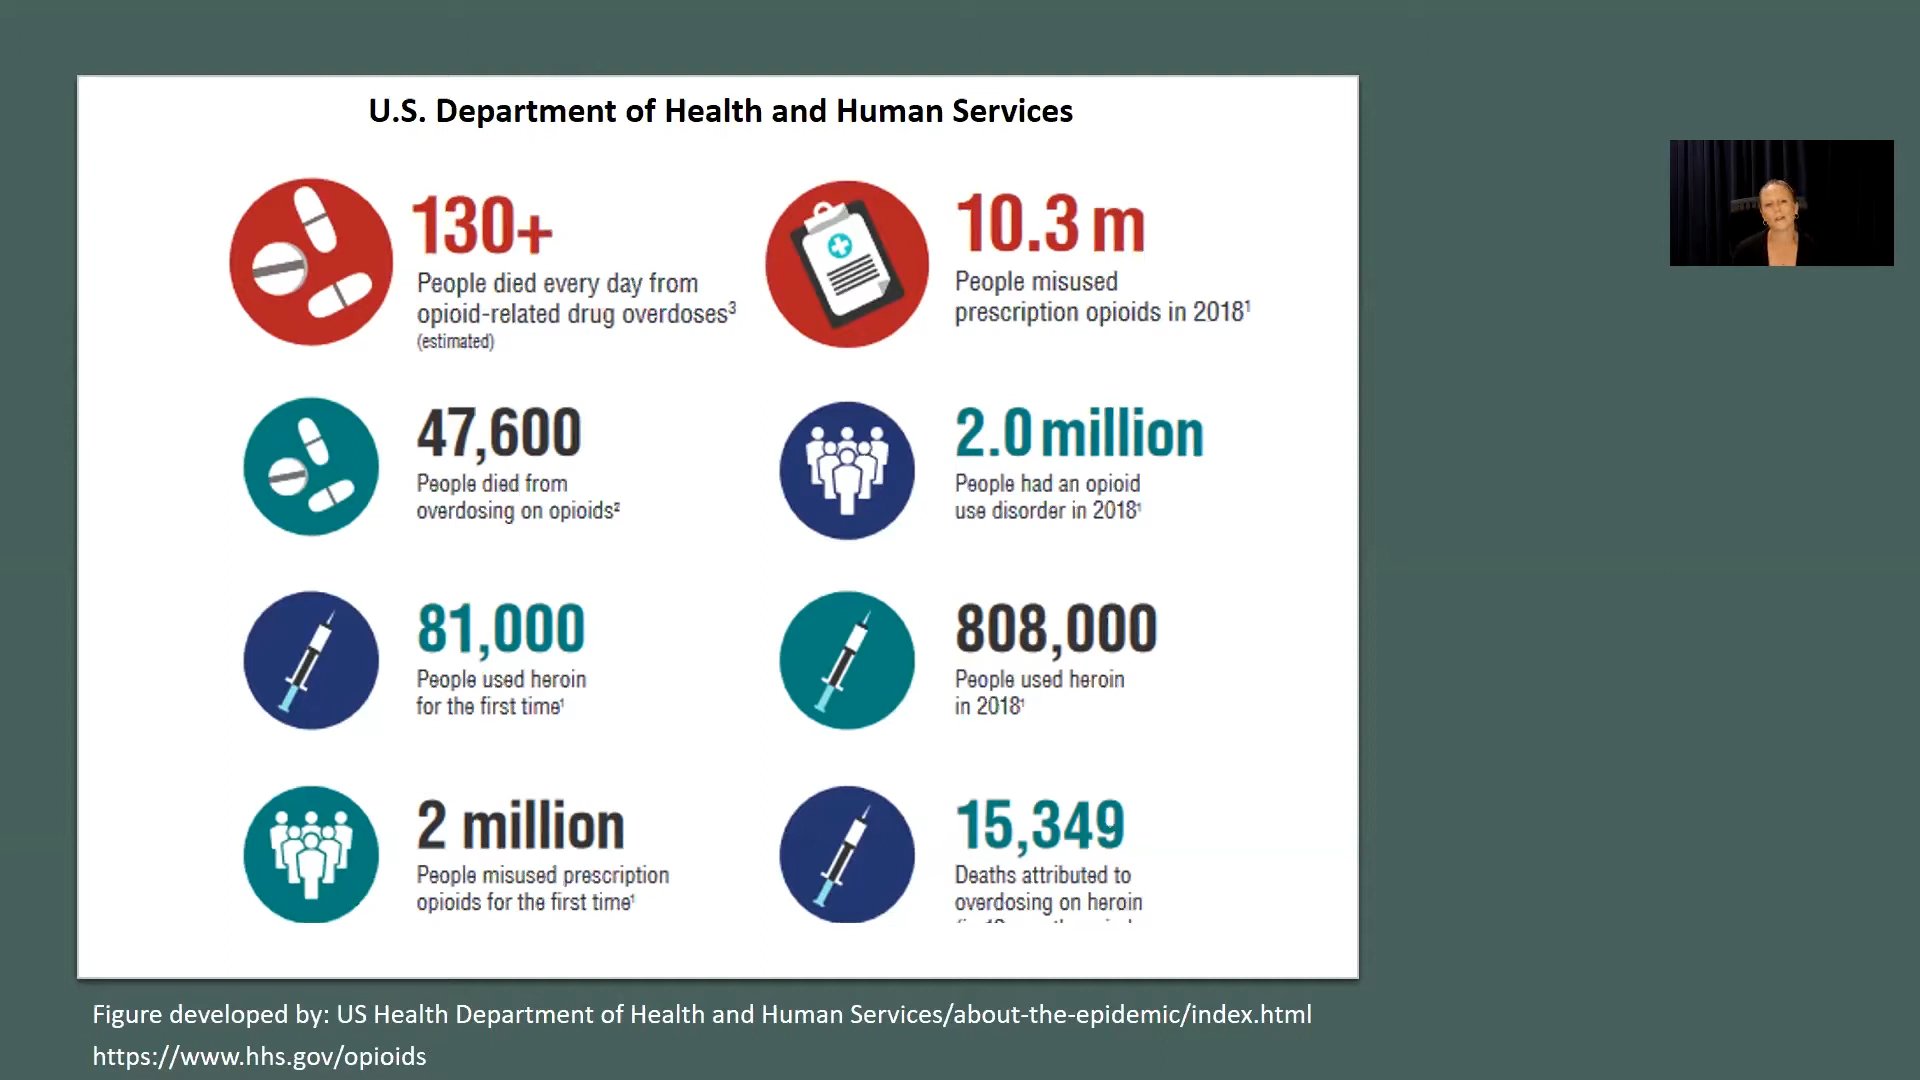 U.S. Department of Health and Human Services
130+
People died every day from
opioid-related drug overdoses³
(estimated)
10.3 m
People misused
prescription opioids in 2018¹
47,600
People died from
overdosing on opioids²
2.0 million
People had an opioid
use disorder in 2018¹
81,000
People used heroin
for the first time¹
808,000
People used heroin
in 2018¹
2 million
People misused prescription
opioids for the first time¹
15,349
Deaths attributed to
overdosing on heroin
Figure developed by: US Health Department of Health and Human Services/about-the-epidemic/index.html
https://www.hhs.gov/opioids